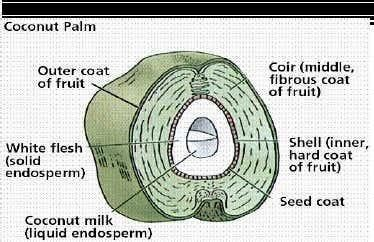 Coconut Palm
Outer coat
of fruit
Coir (middle,
fibrous coat
of fruit)
White flesh
(solid
endosperm)
Shell (inner,
hard coat
of fruit)
Seed coat
Coconut milk
(liquid endosperm)